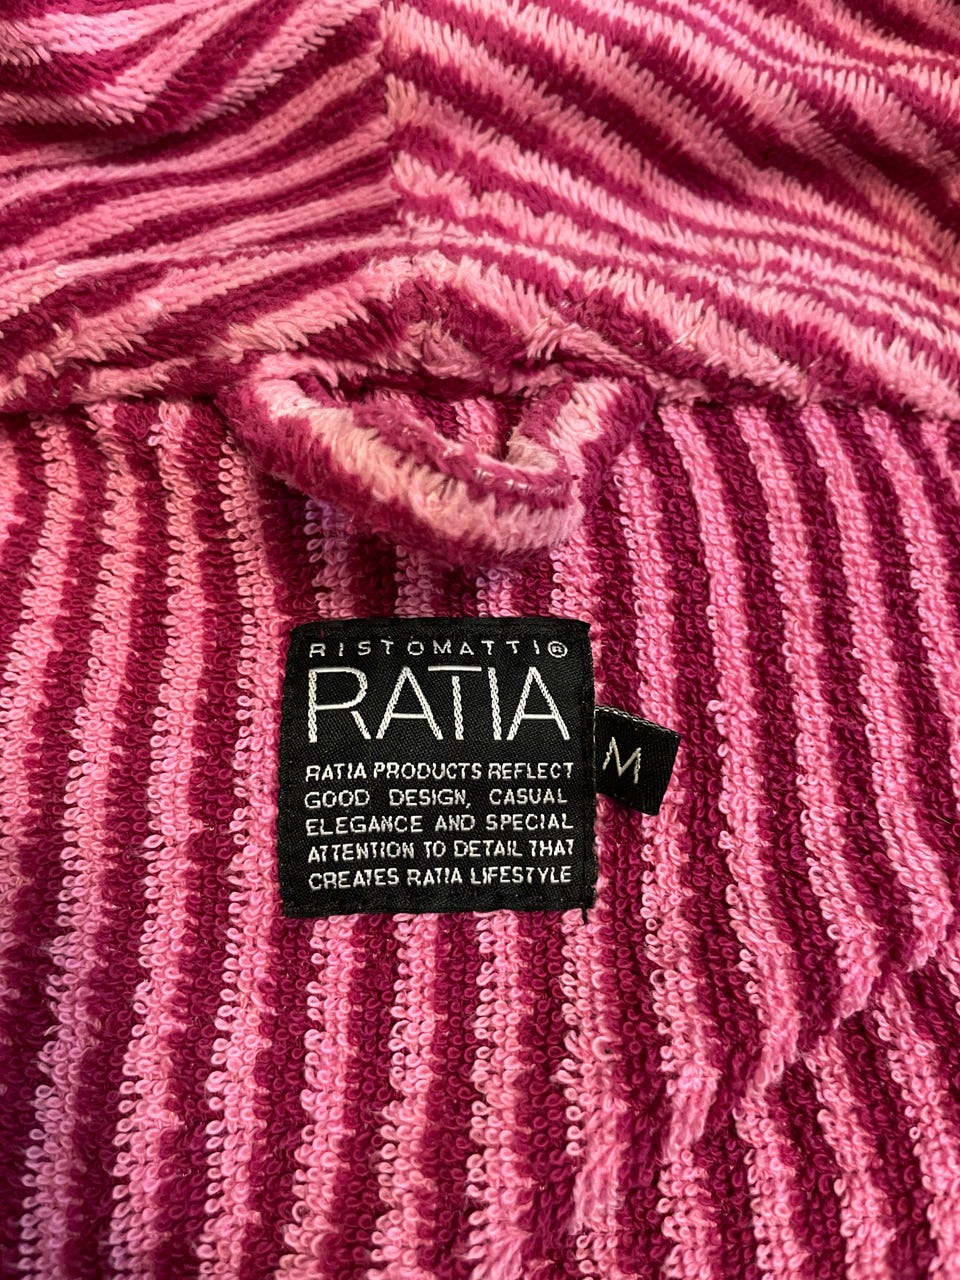 RISTOMATTI®
RATIA
M
RATIA PRODUCTS REFLECT
GOOD DESIGN, CASUAL
ELEGANCE AND SPECIAL
ATTENTION TO DETAIL THAT
CREATES RATIA LIFESTYLE